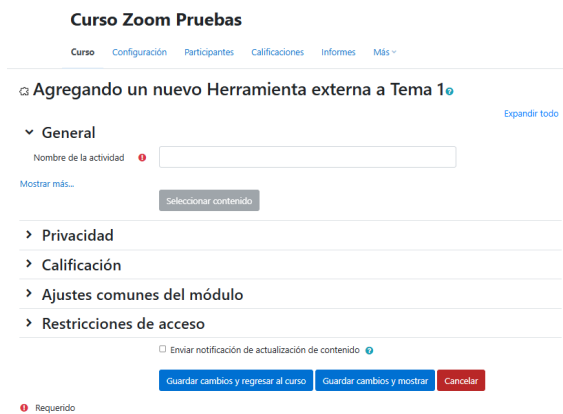 Curso Zoom Pruebas
Curso Configuración Participantes Calificaciones Informes Más
Agregando un nuevo Herramienta externa a Tema 1
Expandir todo
General
Nombre de la actividad
Mostrar más...
Seleccionar contenido
Privacidad
Calificación
Ajustes comunes del módulo
Restricciones de acceso
Enviar notificación de actualización de contenido
Guardar cambios y regresar al curso Guardar cambios y mostrar Cancelar
Requerido